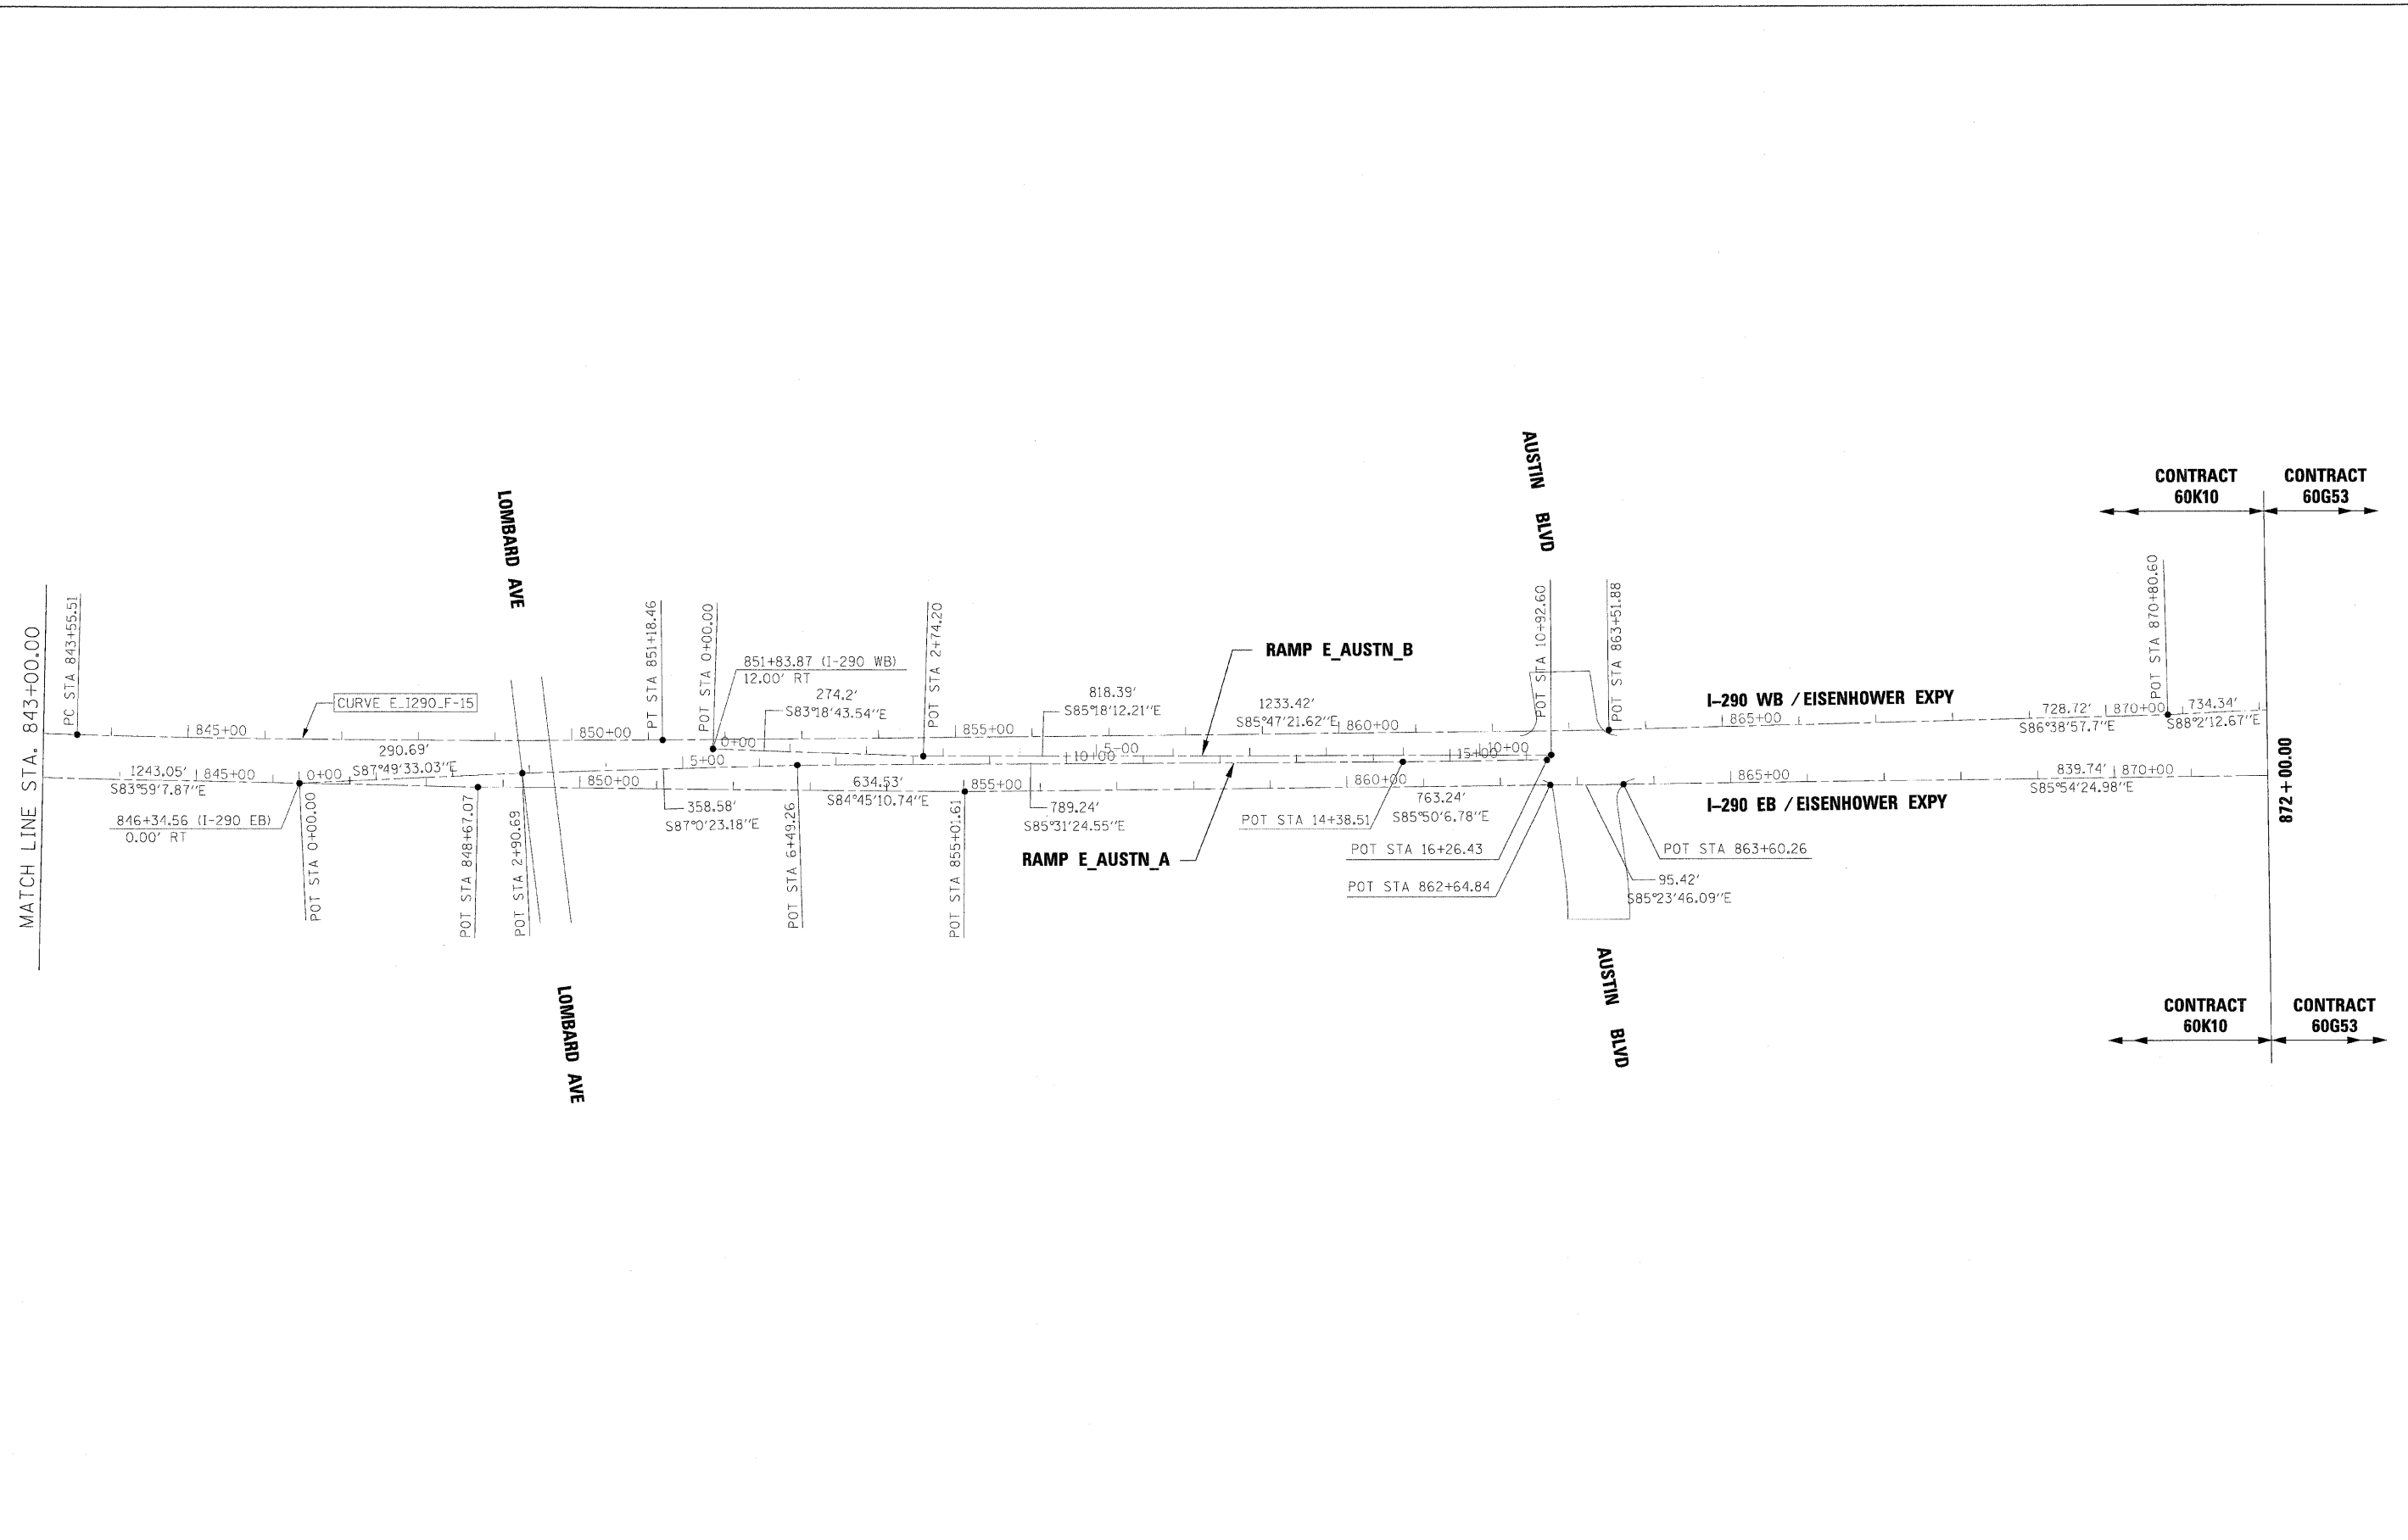 MATCH LINE STA. 843+00.00
PC STA 843+55.51
845+00
CURVE E_I290_F-15
LOMBARD AVE
850+00
PT STA 851+18.46
POT STA 0+00.00
851+83.87 (I-290 WB)
12.00' RT
274.2'
S83°18'43.54"E
0+00
POT STA 2+74.20
855+00
818.39'
S85°18'12.21"E
5+00
RAMP E_AUSTN_B
1233.42'
S85°47'21.62"E
860+00
10+00
AUSTIN BLVD
POT STA 10+92.60
POT STA 863+51.88
I-290 WB / EISENHOWER EXPY
865+00
728.72'
S86°38'57.7"E
870+00
POT STA 870+80.60
734.34'
S88°2'12.67"E
CONTRACT
60K10
CONTRACT
60G53
1243.05'
S83°59'7.87"E
845+00
846+34.56 (I-290 EB)
0.00' RT
0+00
POT STA 0+00.00
290.69'
S87°49'33.03"E
POT STA 848+67.07
POT STA 2+90.69
LOMBARD AVE
850+00
5+00
358.58'
S87°0'23.18"E
POT STA 6+49.26
634.53'
S84°45'10.74"E
POT STA 855+01.61
855+00
10+00
789.24'
S85°31'24.55"E
RAMP E_AUSTN_A
POT STA 14+38.51
860+00
15+00
763.24'
S85°50'6.78"E
POT STA 16+26.43
POT STA 862+64.84
POT STA 863+60.26
95.42'
S85°23'46.09"E
AUSTIN BLVD
865+00
I-290 EB / EISENHOWER EXPY
839.74'
S85°54'24.98"E
870+00
872+00.00
CONTRACT
60K10
CONTRACT
60G53